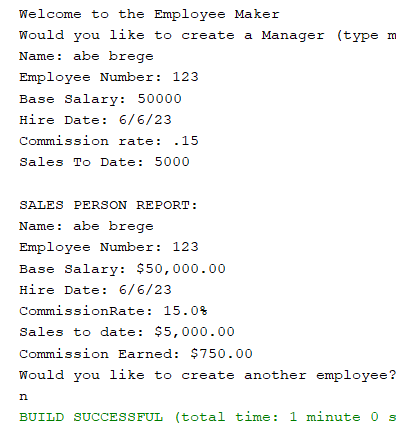 Welcome to the Employee Maker
Would you like to create a Manager (type m
Name: abe brege
Employee Number: 123
Base Salary: 50000
Hire Date: 6/6/23
Commission rate: .15
Sales To Date: 5000

SALES PERSON REPORT:
Name: abe brege
Employee Number: 123
Base Salary: $50,000.00
Hire Date: 6/6/23
CommissionRate: 15.0%
Sales to date: $5,000.00
Commission Earned: $750.00
Would you like to create another employee?
n
BUILD SUCCESSFUL (total time: 1 minute 0 s